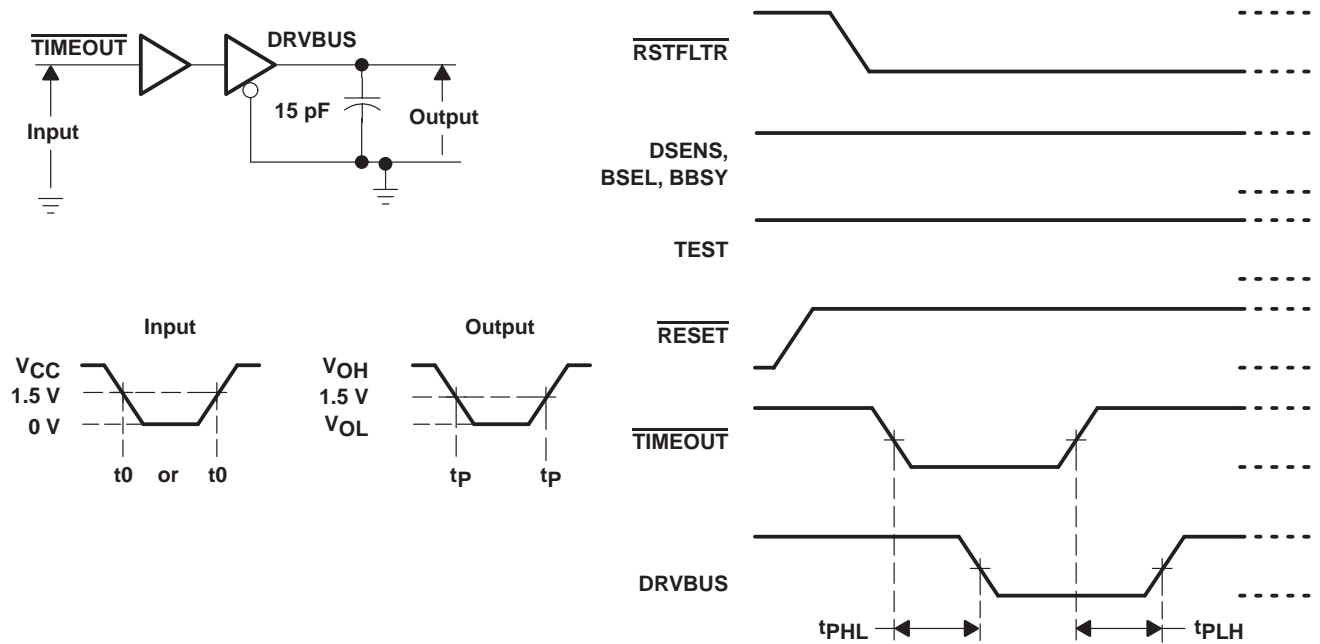 TIMEOUT
DRVBUS
15 pF
Input
Output
Input
VCC
1.5 V
0 V
t0 or t0
Output
VOH
1.5 V
VOL
tP tP
RSTFLTR
DSENS,
BSEL, BBSY
TEST
RESET
TIMEOUT
DRVBUS
tPHL
tPLH